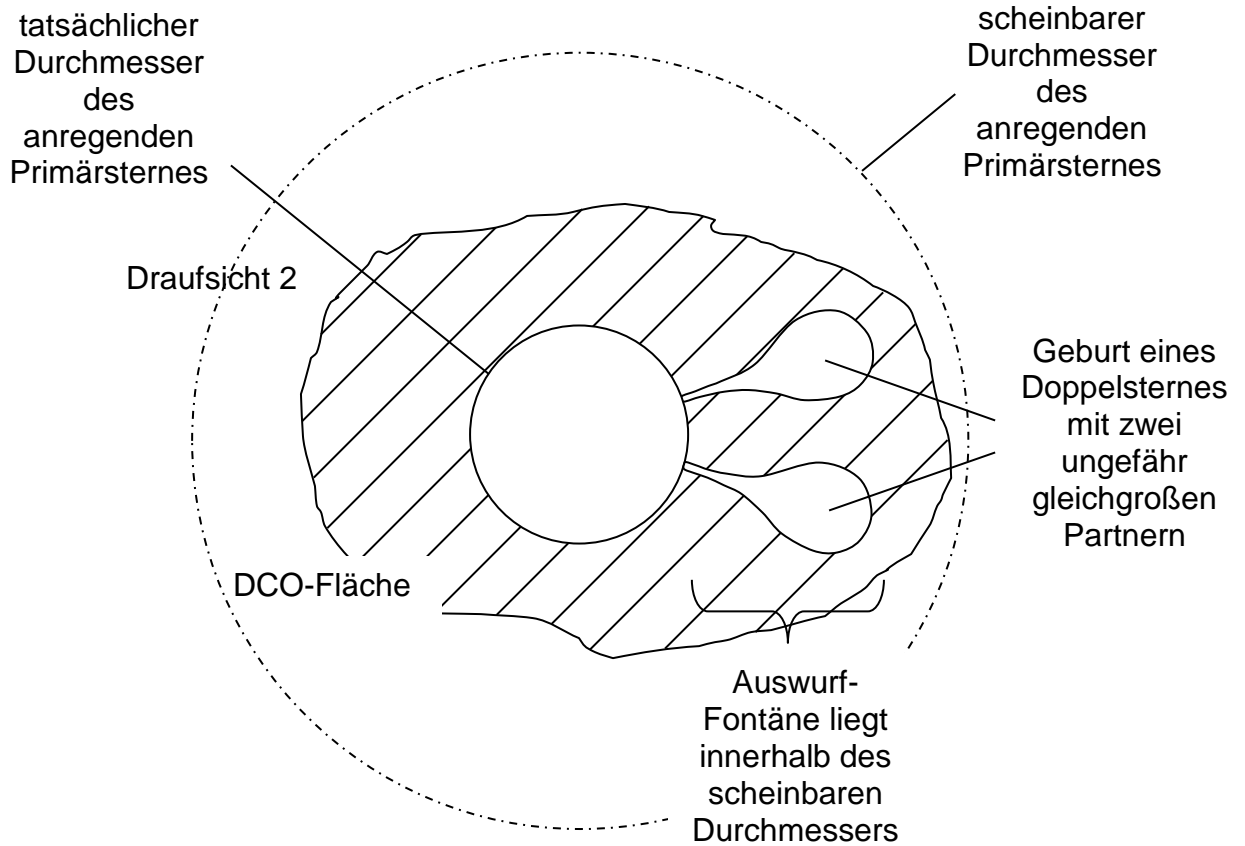 tatsächlicher
Durchmesser
des
anregenden
Primärsternes
scheinbarer
Durchmesser
des
anregenden
Primärsternes
Draufsicht 2
Geburt eines
Doppelsternes
mit zwei
ungefähr
gleichgroßen
Partnern
DCO-Fläche
Auswurf-
Fontäne liegt
innerhalb des
scheinbaren
Durchmessers